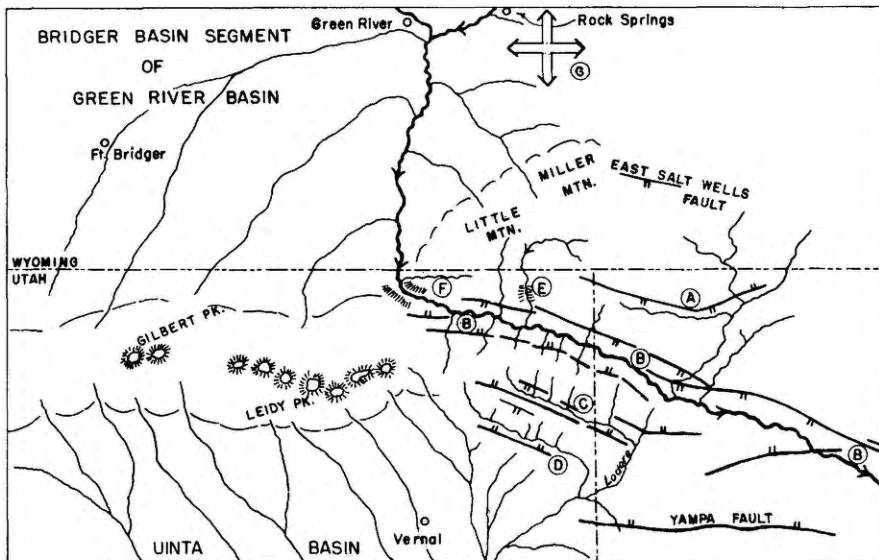 BRIDGER BASIN SEGMENT
OF
GREEN RIVER BASIN
Green River
Rock Springs
G
Ft. Bridger
MILLER
MTN.
EAST SALT WELLS
FAULT
LITTLE
MTN.
WYOMING
UTAH
F
E
A
GILBERT PK.
B
B
LEIDY PK.
C
D
Lodore
B
Vernal
UINTA BASIN
YAMPA FAULT